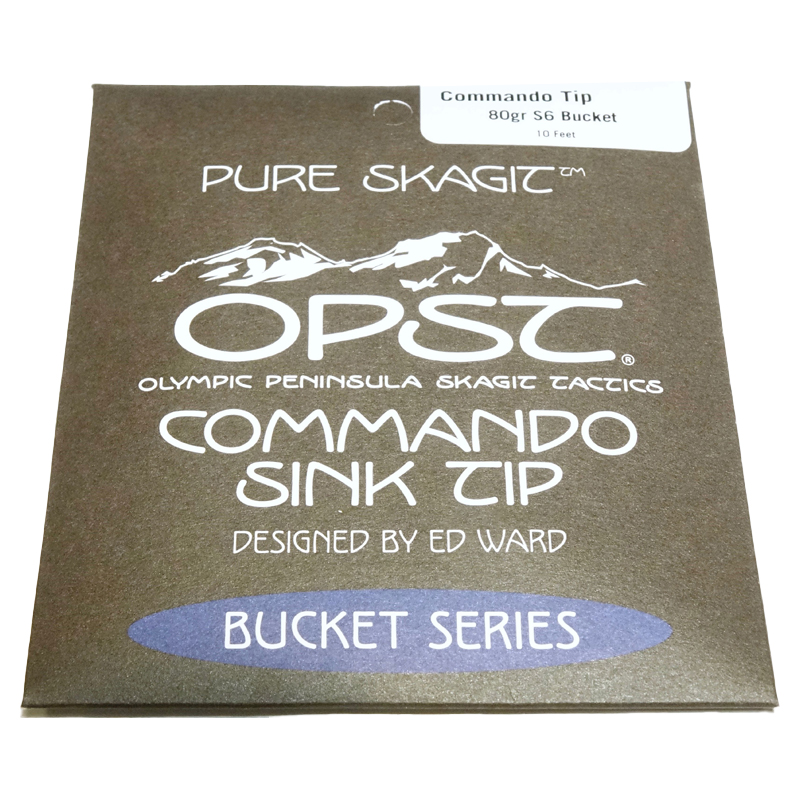 Commando Tip
80gr S6 Bucket
10 Feet
PURE SKAGIT™
OPST®
OLYMPIC PENINSULA SKAGIT TACTICS
COMMANDO
SINK TIP
DESIGNED BY ED WARD
BUCKET SERIES